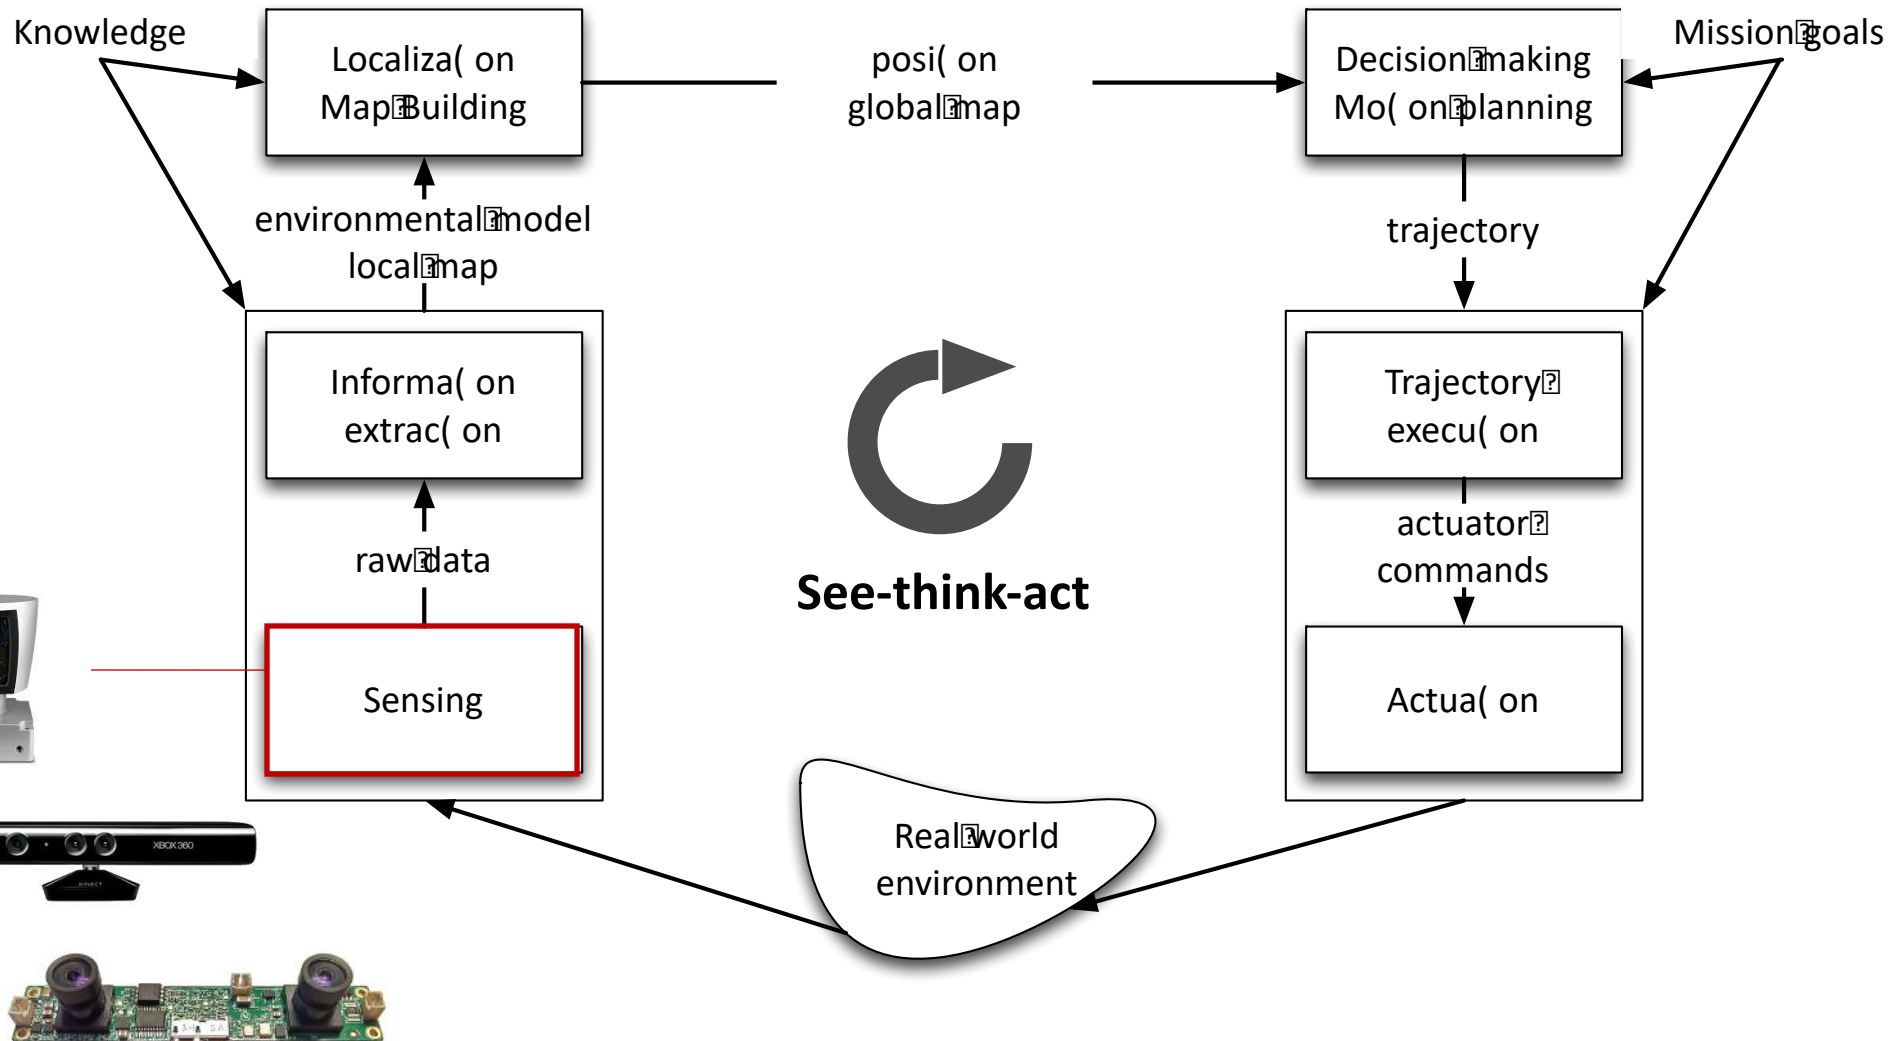 Knowledge
Localiza( on
Map⍰Building
posi( on
global⍰map
Decision⍰making
Mo( on⍰planning
Mission⍰goals
environmental⍰model
local⍰map
trajectory
Informa( on
extrac( on
Trajectory⍰
execu( on
raw⍰data
actuator⍰
commands
See-think-act
Sensing
Actua( on
Real⍰world
environment
XBOX 360
KINECT